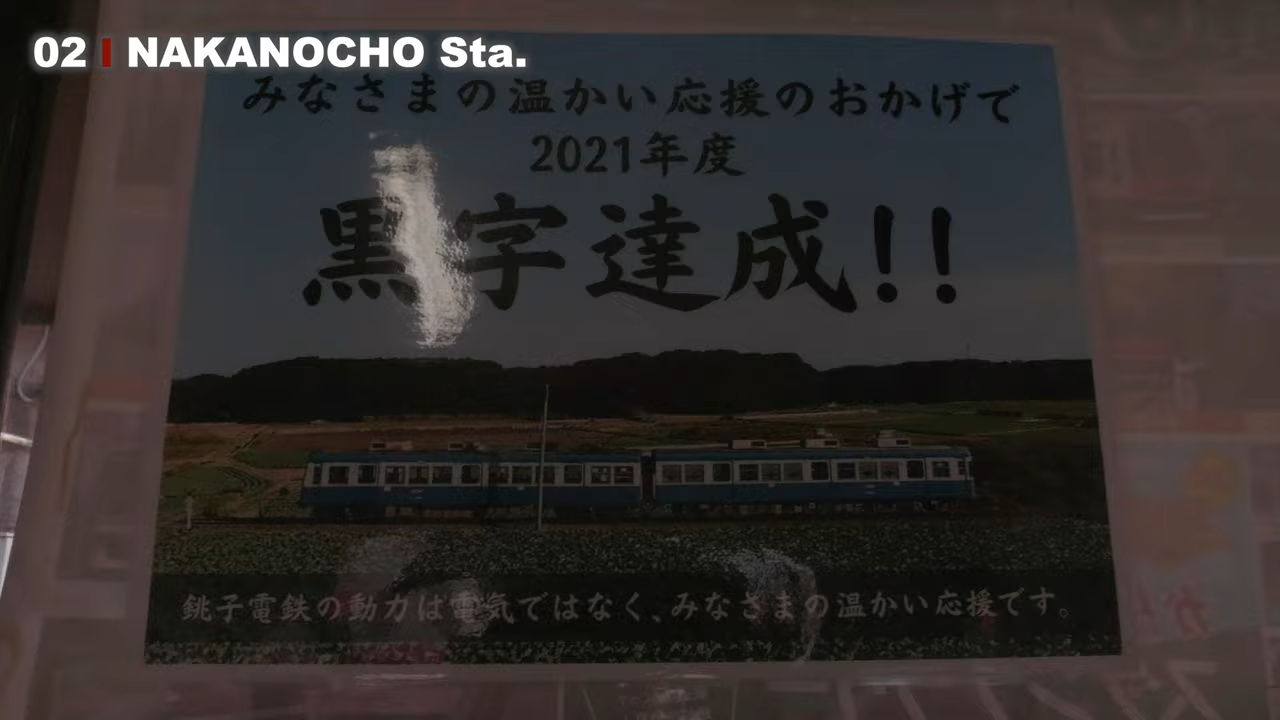 02 | NAKANOCHO Sta.
みなさまの温かい応援のおかげで
2021年度
黒字達成!!
銚子電鉄の動力は電気ではなく、みなさまの温かい応援です。